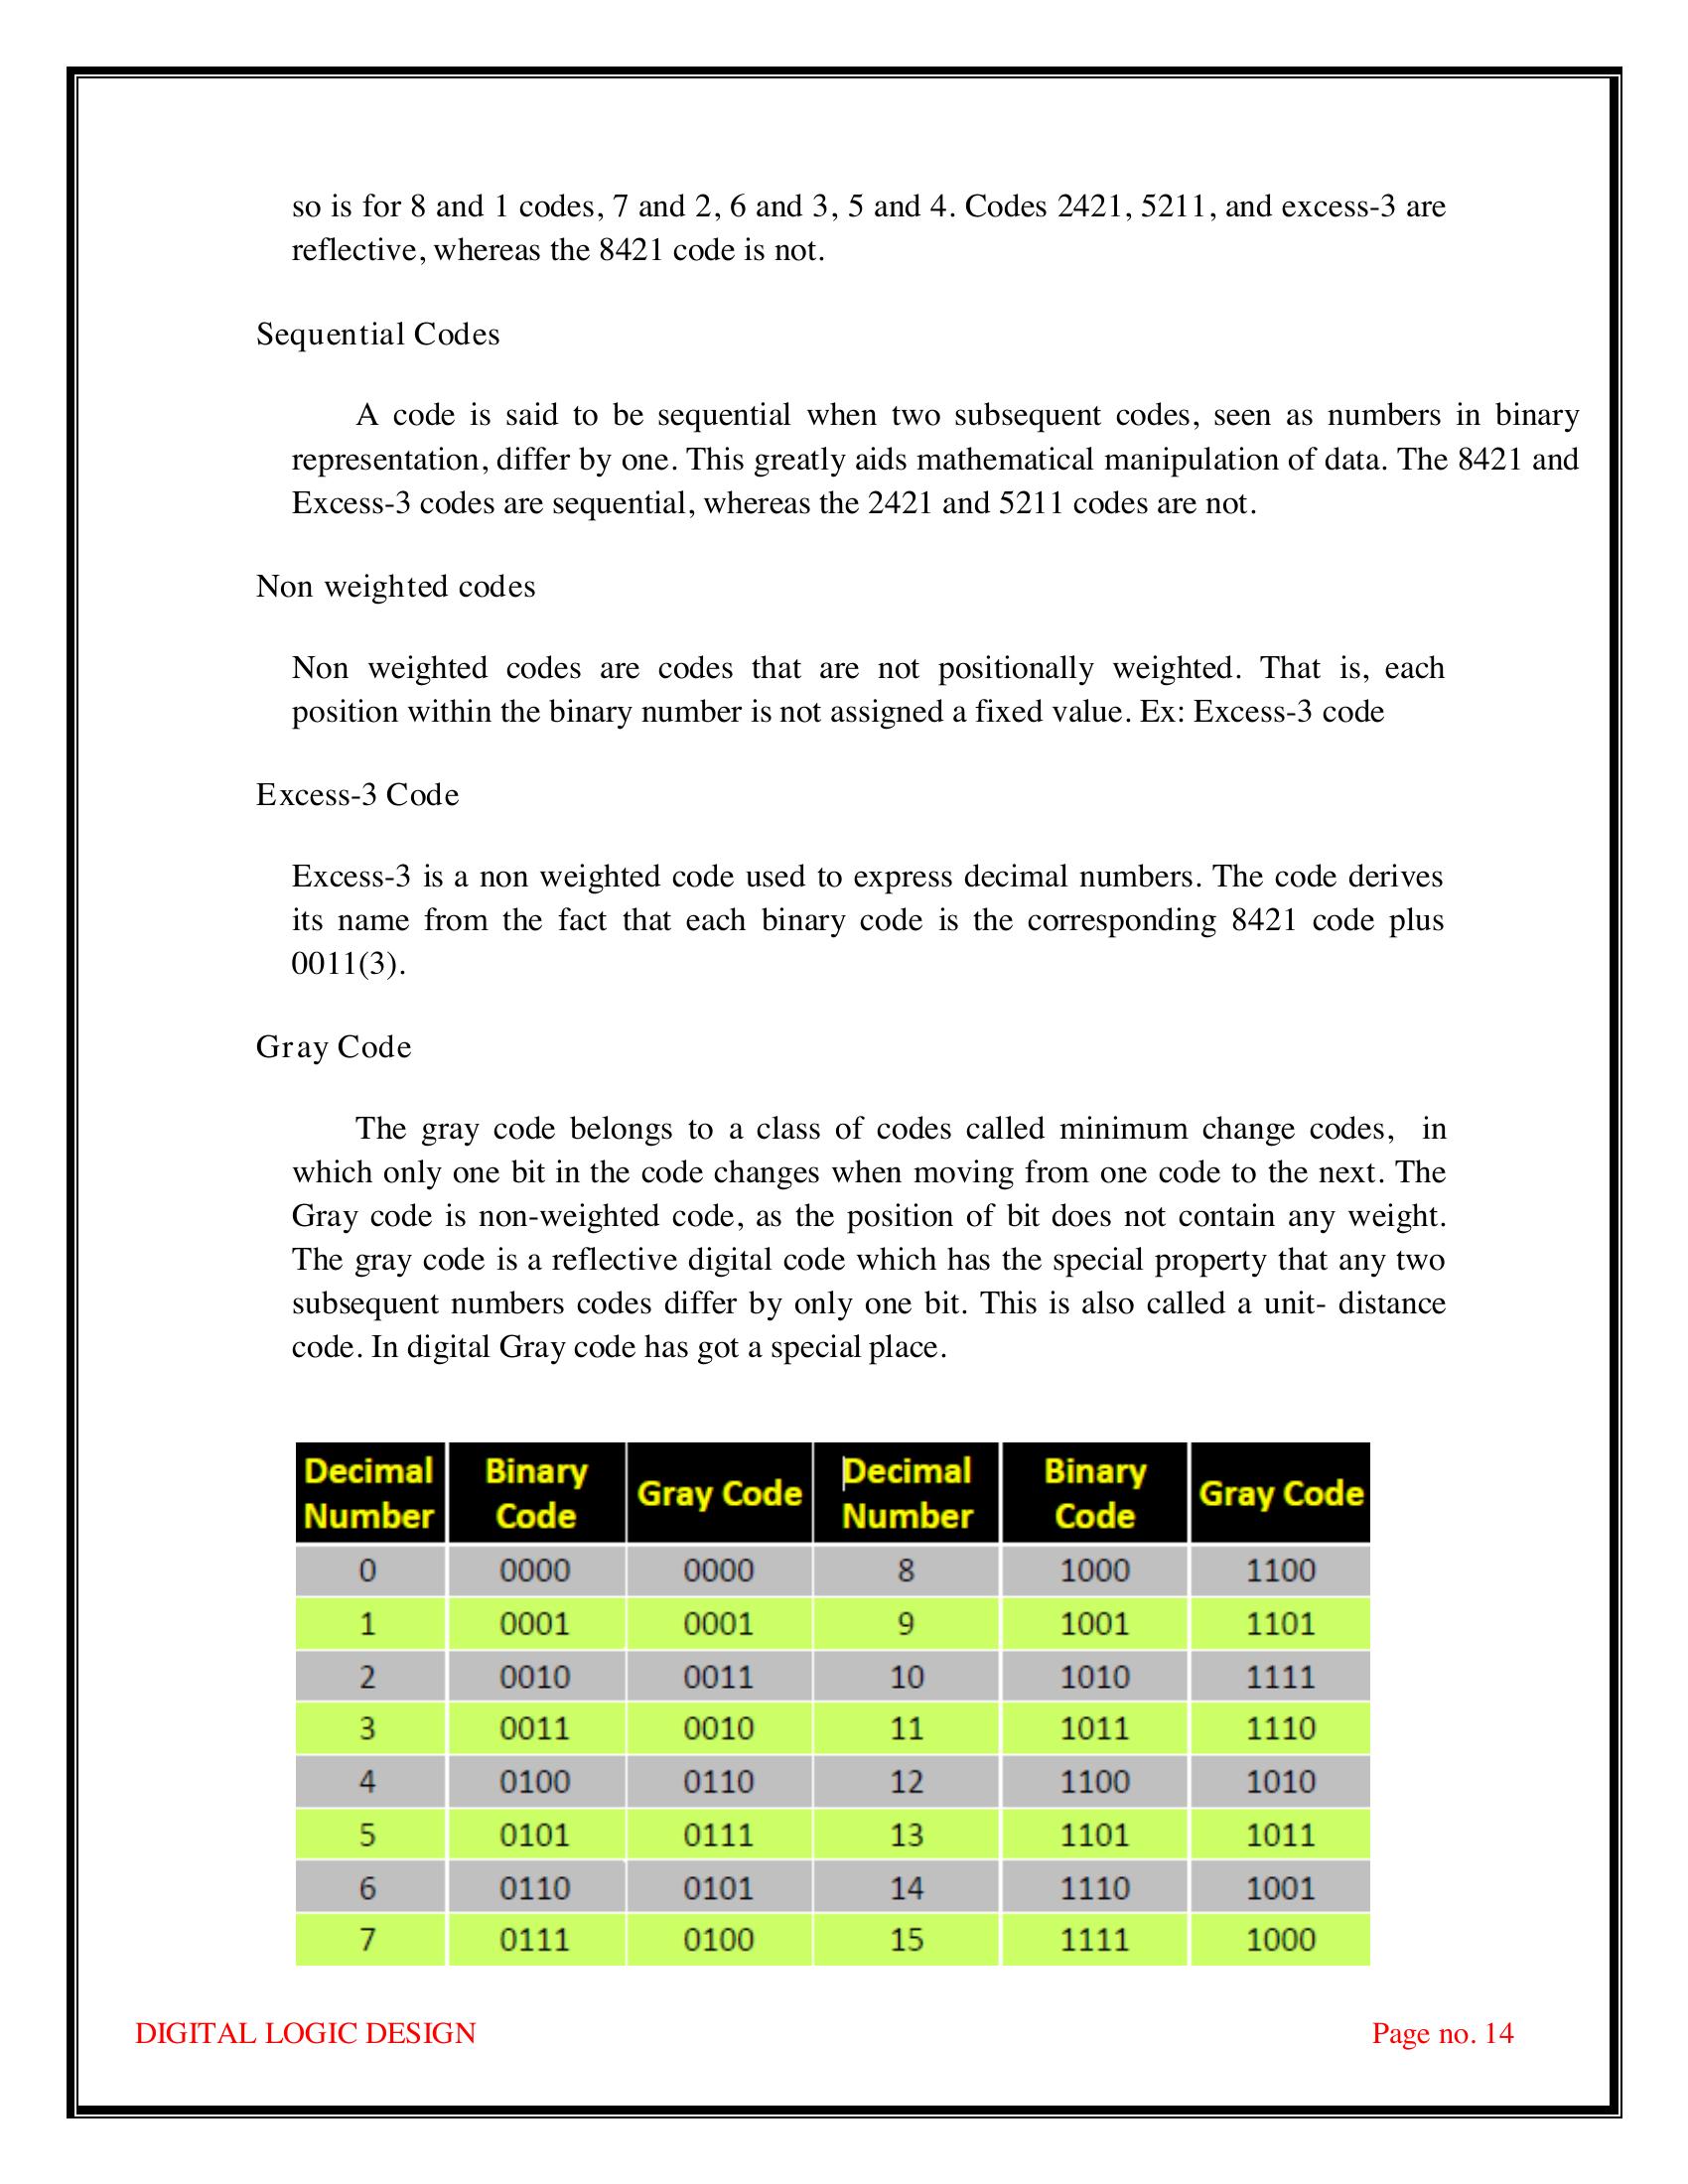 so is for 8 and 1 codes, 7 and 2, 6 and 3, 5 and 4. Codes 2421, 5211, and excess-3 are
reflective, whereas the 8421 code is not.
Sequential Codes
A code is said to be sequential when two subsequent codes, seen as numbers in binary
representation, differ by one. This greatly aids mathematical manipulation of data. The 8421 and
Excess-3 codes are sequential, whereas the 2421 and 5211 codes are not.
Non weighted codes
Non weighted codes are codes that are not positionally weighted. That is, each
position within the binary number is not assigned a fixed value. Ex: Excess-3 code
Excess-3 Code
Excess-3 is a non weighted code used to express decimal numbers. The code derives
its name from the fact that each binary code is the corresponding 8421 code plus
0011(3).
Gray Code
The gray code belongs to a class of codes called minimum change codes, in
which only one bit in the code changes when moving from one code to the next. The
Gray code is non-weighted code, as the position of bit does not contain any weight.
The gray code is a reflective digital code which has the special property that any two
subsequent numbers codes differ by only one bit. This is also called a unit- distance
code. In digital Gray code has got a special place.
Decimal Number Binary Code Gray Code Decimal Number Binary Code Gray Code
0 0000 0000 8 1000 1100
1 0001 0001 9 1001 1101
2 0010 0011 10 1010 1111
3 0011 0010 11 1011 1110
4 0100 0110 12 1100 1010
5 0101 0111 13 1101 1011
6 0110 0101 14 1110 1001
7 0111 0100 15 1111 1000
DIGITAL LOGIC DESIGN Page no. 14